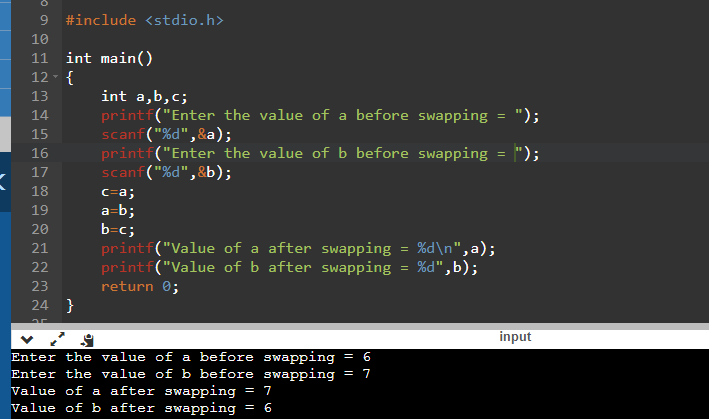 9 #include <stdio.h>
10
11 int main()
12 {
13 int a,b,c;
14 printf("Enter the value of a before swapping = ");
15 scanf("%d",&a);
16 printf("Enter the value of b before swapping = ");
17 scanf("%d",&b);
18 c=a;
19 a=b;
20 b=c;
21 printf("Value of a after swapping = %d\n",a);
22 printf("Value of b after swapping = %d",b);
23 return 0;
24 }
input
Enter the value of a before swapping = 6
Enter the value of b before swapping = 7
Value of a after swapping = 7
Value of b after swapping = 6